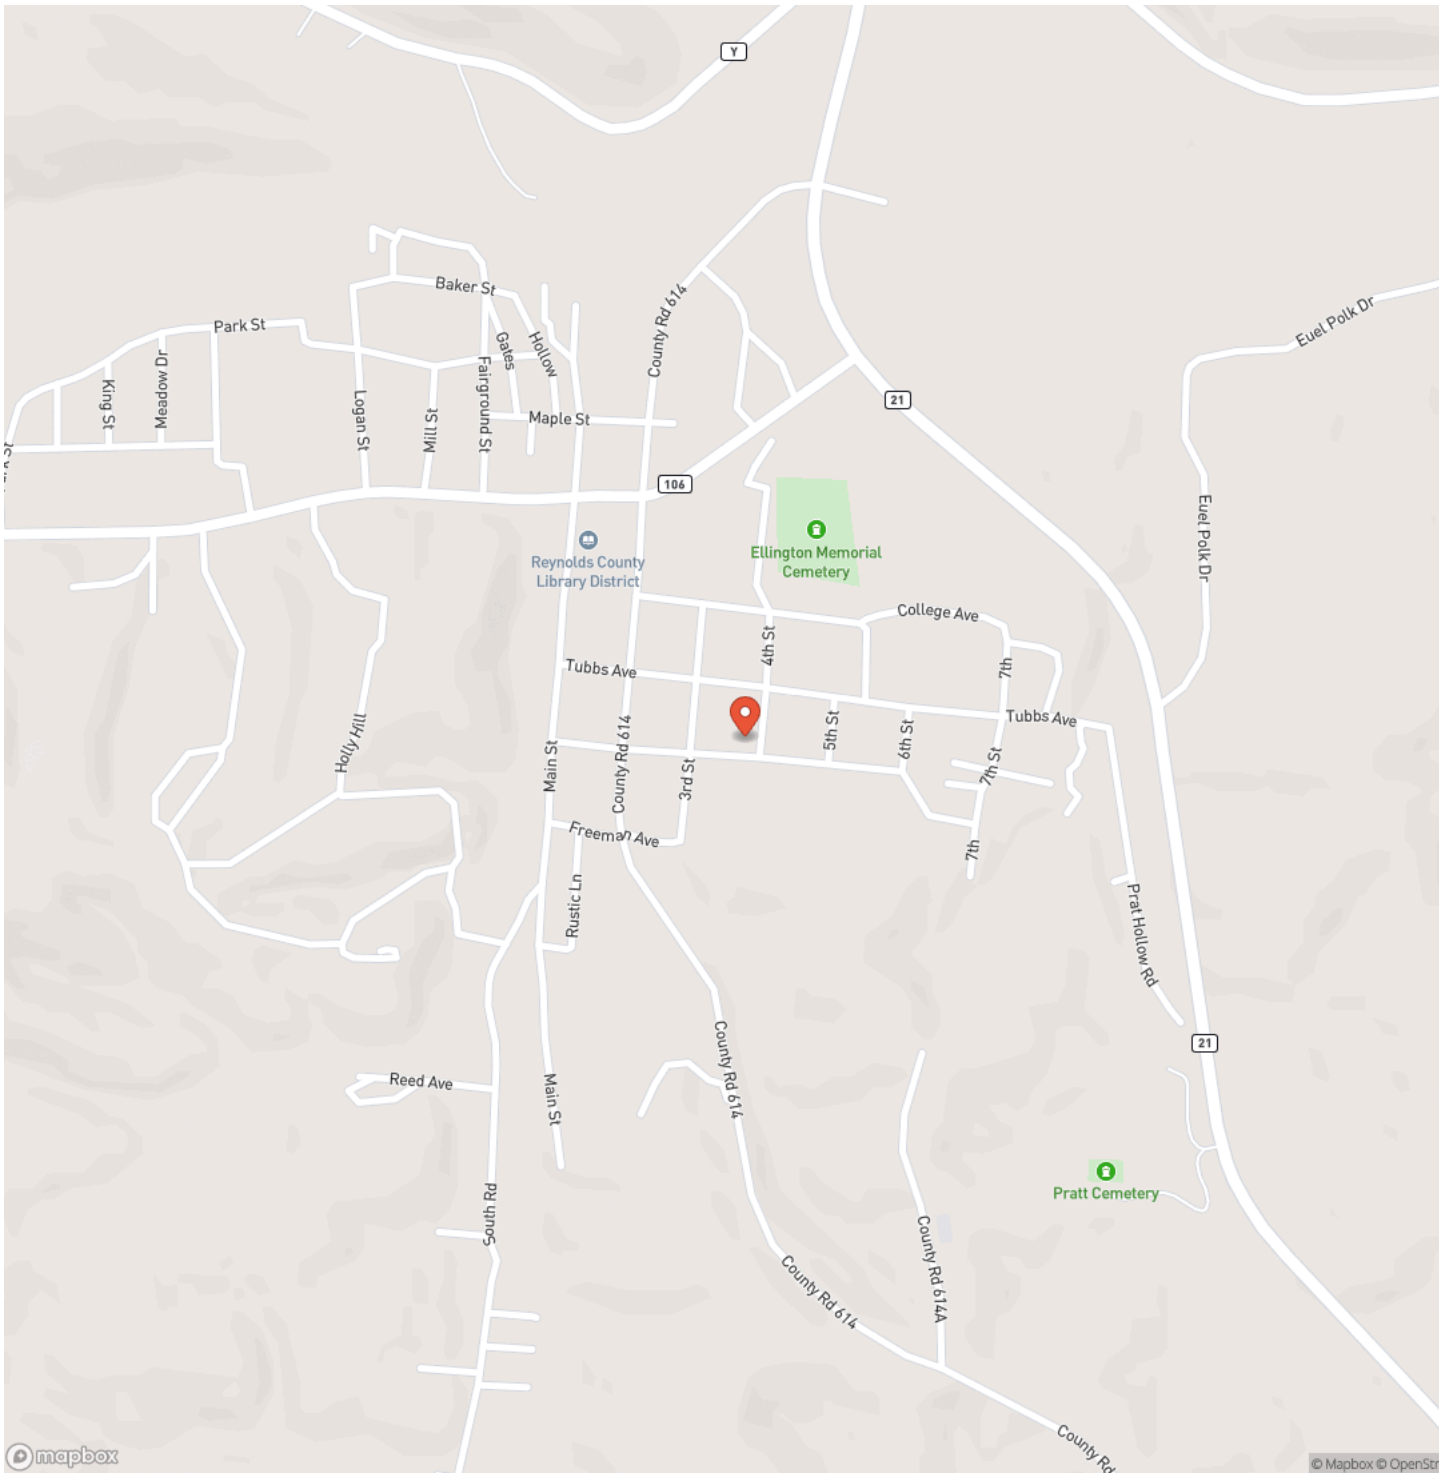 Y
Baker St
Park St
County Rd 614
Gates
Hollow
Euel Polk Dr
King St
Meadow Dr
Fairground St
21
Logan St
Mill St
Maple St
106
Euel Polk Dr
Reynolds County
Library District
Ellington Memorial
Cemetery
College Ave
4th St
Tubbs Ave
7th
Tubbs Ave
Holly Hill
Main St
County Rd 614
3rd St
5th St
6th St
7th St
Freeman Ave
7th
Rustic Ln
Prat Hollow Rd
21
Reed Ave
County Rd 614
Main St
Pratt Cemetery
South Rd
County Rd 614A
County Rd 614
County Rd
mapbox
© Mapbox © OpenStr